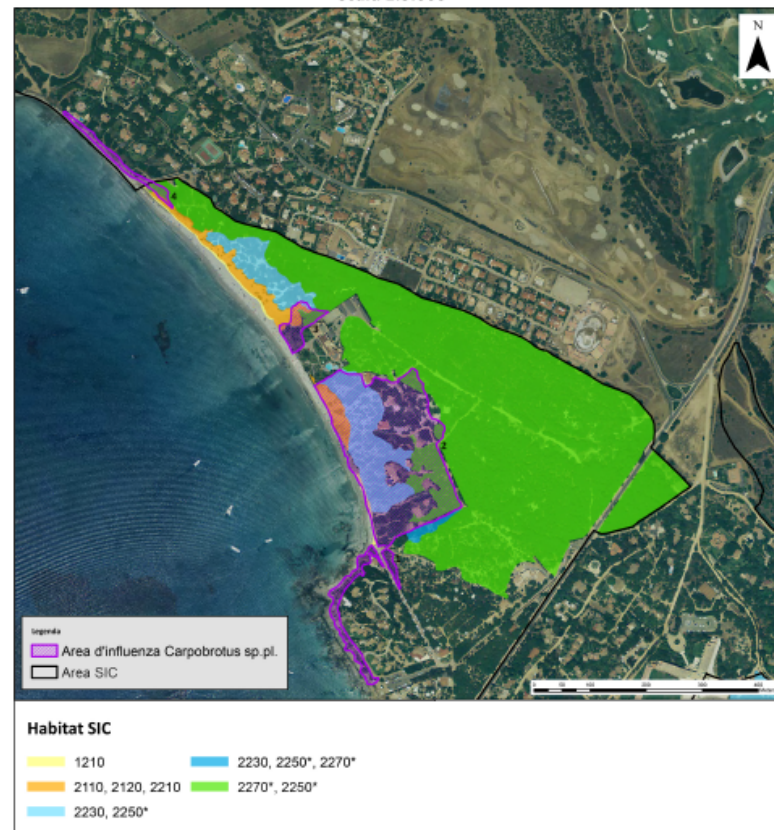 N
Legenda
Area d'influenza Carpobrotus sp.pl.
Area SIC
Habitat SIC
1210
2110, 2120, 2210
2230, 2250*
2230, 2250*, 2270*
2270*, 2250*